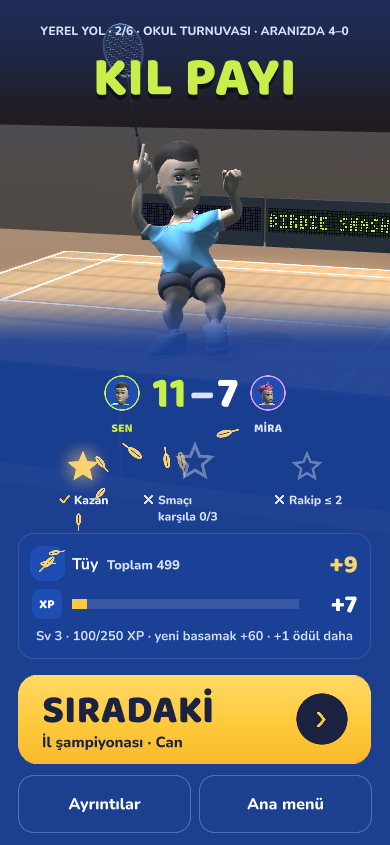 YEREL YOL · 2/6 · OKUL TURNUVASI · ARANIZDA 4–0
KIL PAYI
BIRDIE SMASH
11–7
SEN
MİRA
Kazan
Smaçı
karşıla 0/3
Rakip ≤ 2
Tüy Toplam 499 +9
XP +7
Sv 3 · 100/250 XP · yeni basamak +60 · +1 ödül daha
SIRADAKİ
İl şampiyonası · Can
Ayrıntılar
Ana menü